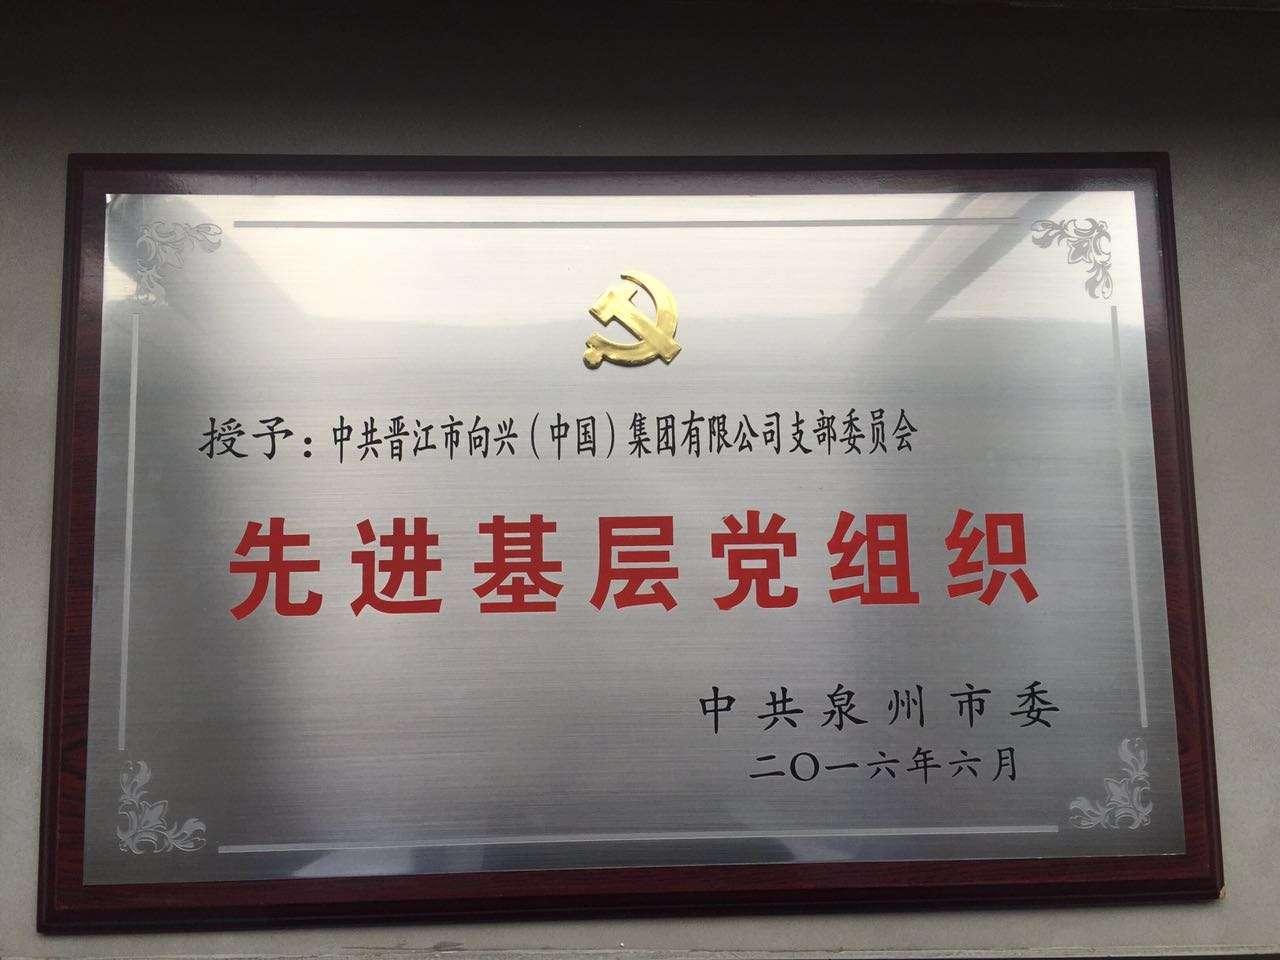 授予：中共晋江市向兴（中国）集团有限公司支部委员会
先进基层党组织
中共泉州市委
二〇一六年六月